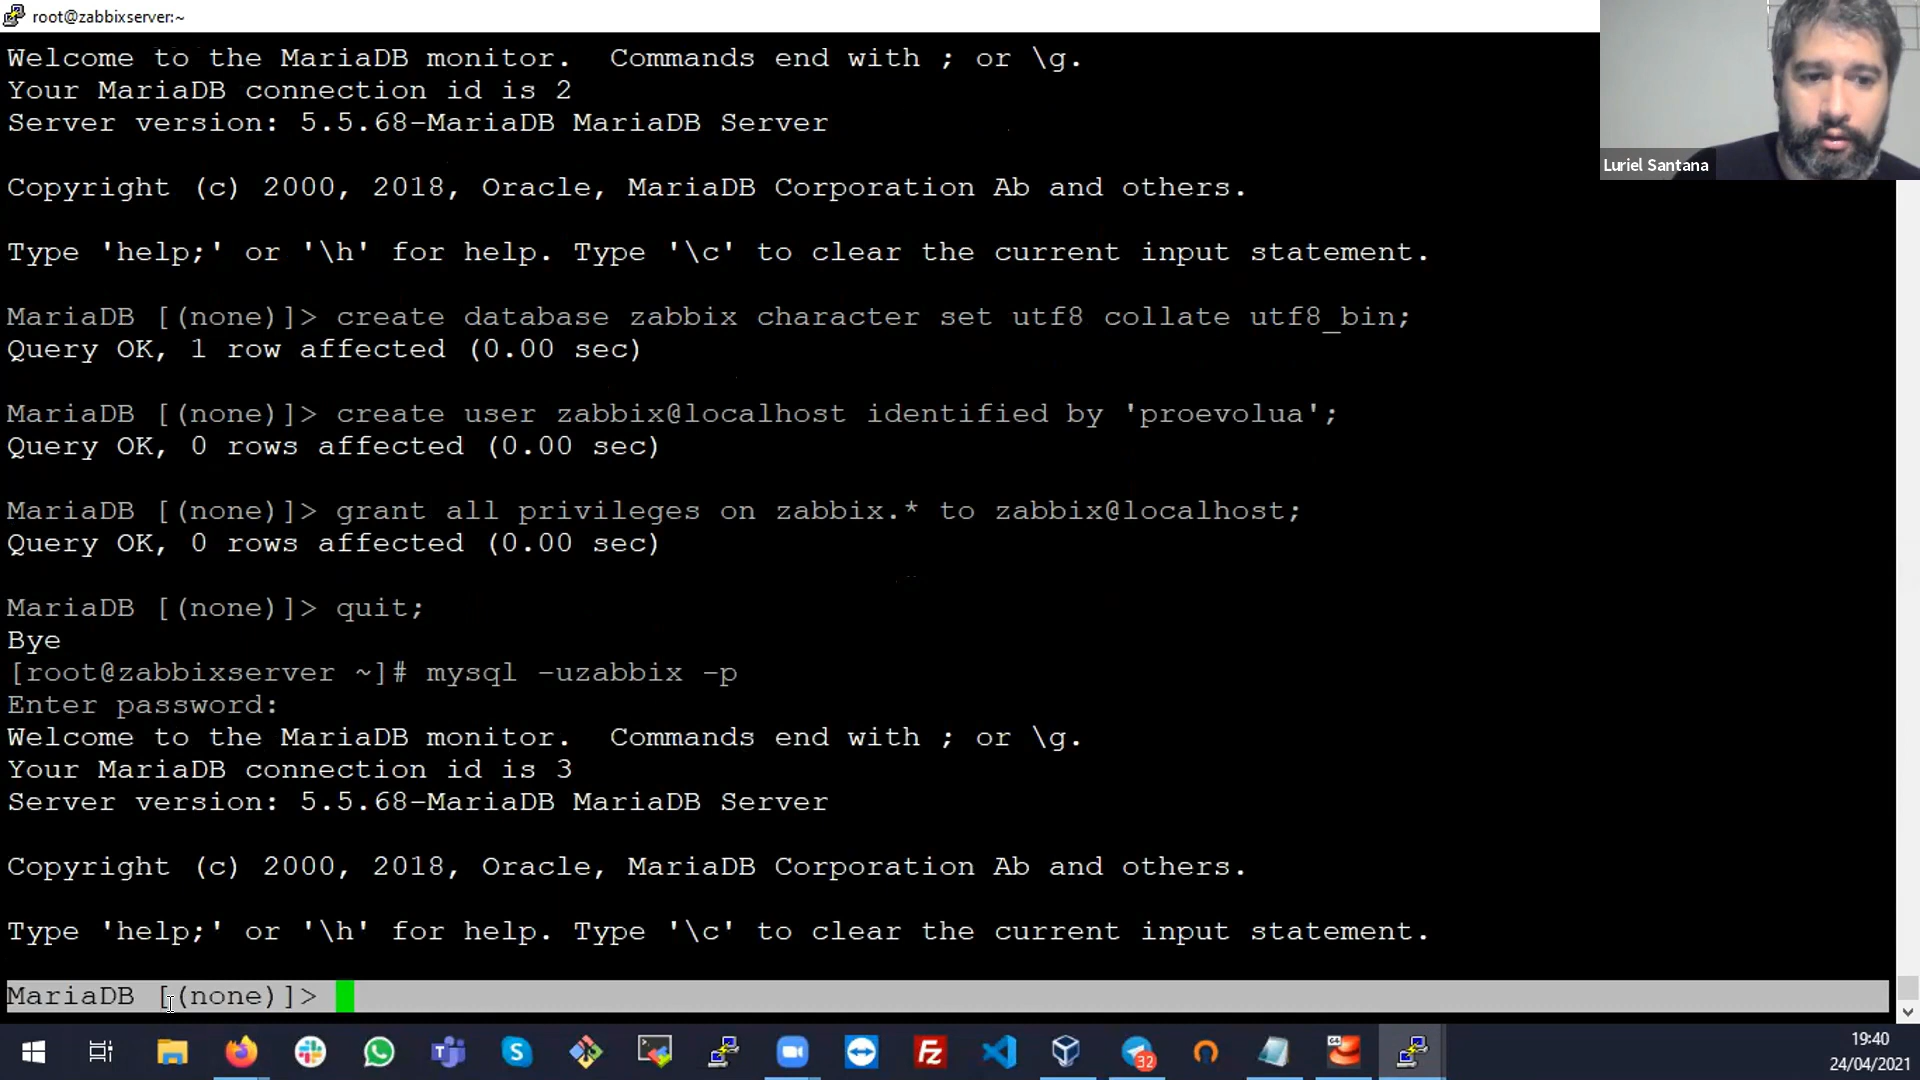 root@zabbixserver:~
Welcome to the MariaDB monitor.  Commands end with ; or \g.
Your MariaDB connection id is 2
Server version: 5.5.68-MariaDB MariaDB Server
Copyright (c) 2000, 2018, Oracle, MariaDB Corporation Ab and others.
Type 'help;' or '\h' for help. Type '\c' to clear the current input statement.
MariaDB [(none)]> create database zabbix character set utf8 collate utf8_bin;
Query OK, 1 row affected (0.00 sec)
MariaDB [(none)]> create user zabbix@localhost identified by 'proevolua';
Query OK, 0 rows affected (0.00 sec)
MariaDB [(none)]> grant all privileges on zabbix.* to zabbix@localhost;
Query OK, 0 rows affected (0.00 sec)
MariaDB [(none)]> quit;
Bye
[root@zabbixserver ~]# mysql -uzabbix -p
Enter password:
Welcome to the MariaDB monitor.  Commands end with ; or \g.
Your MariaDB connection id is 3
Server version: 5.5.68-MariaDB MariaDB Server
Copyright (c) 2000, 2018, Oracle, MariaDB Corporation Ab and others.
Type 'help;' or '\h' for help. Type '\c' to clear the current input statement.
MariaDB [(none)]>
Luriel Santana
32
64
19:40
24/04/2021